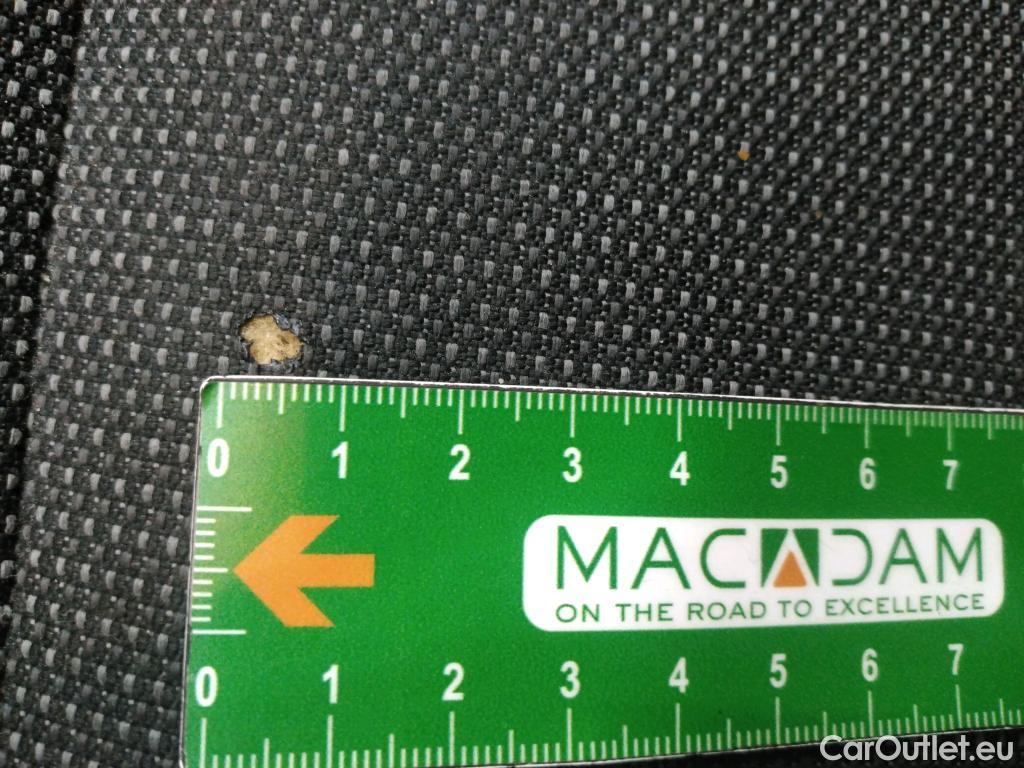 0 1 2 3 4 5 6 7
MACADAM
ON THE ROAD TO EXCELLENCE
0 1 2 3 4 5 6 7
CarOutlet.eu